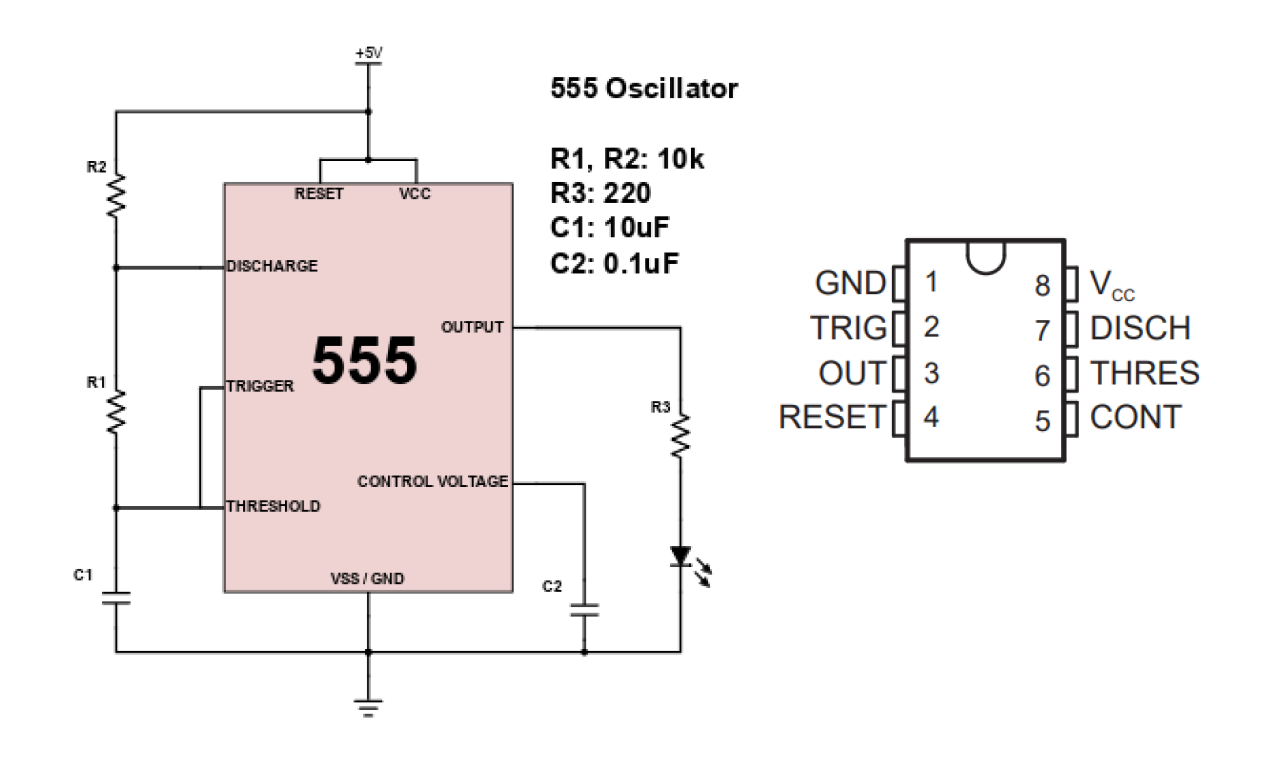 +5V
555 Oscillator
R1, R2: 10k
R3: 220
C1: 10uF
C2: 0.1uF
R2
RESET
VCC
DISCHARGE
OUTPUT
555
R1
TRIGGER
R3
CONTROL VOLTAGE
THRESHOLD
C1
VSS / GND
C2
GND 1 8 VCC
TRIG 2 7 DISCH
OUT 3 6 THRES
RESET 4 5 CONT